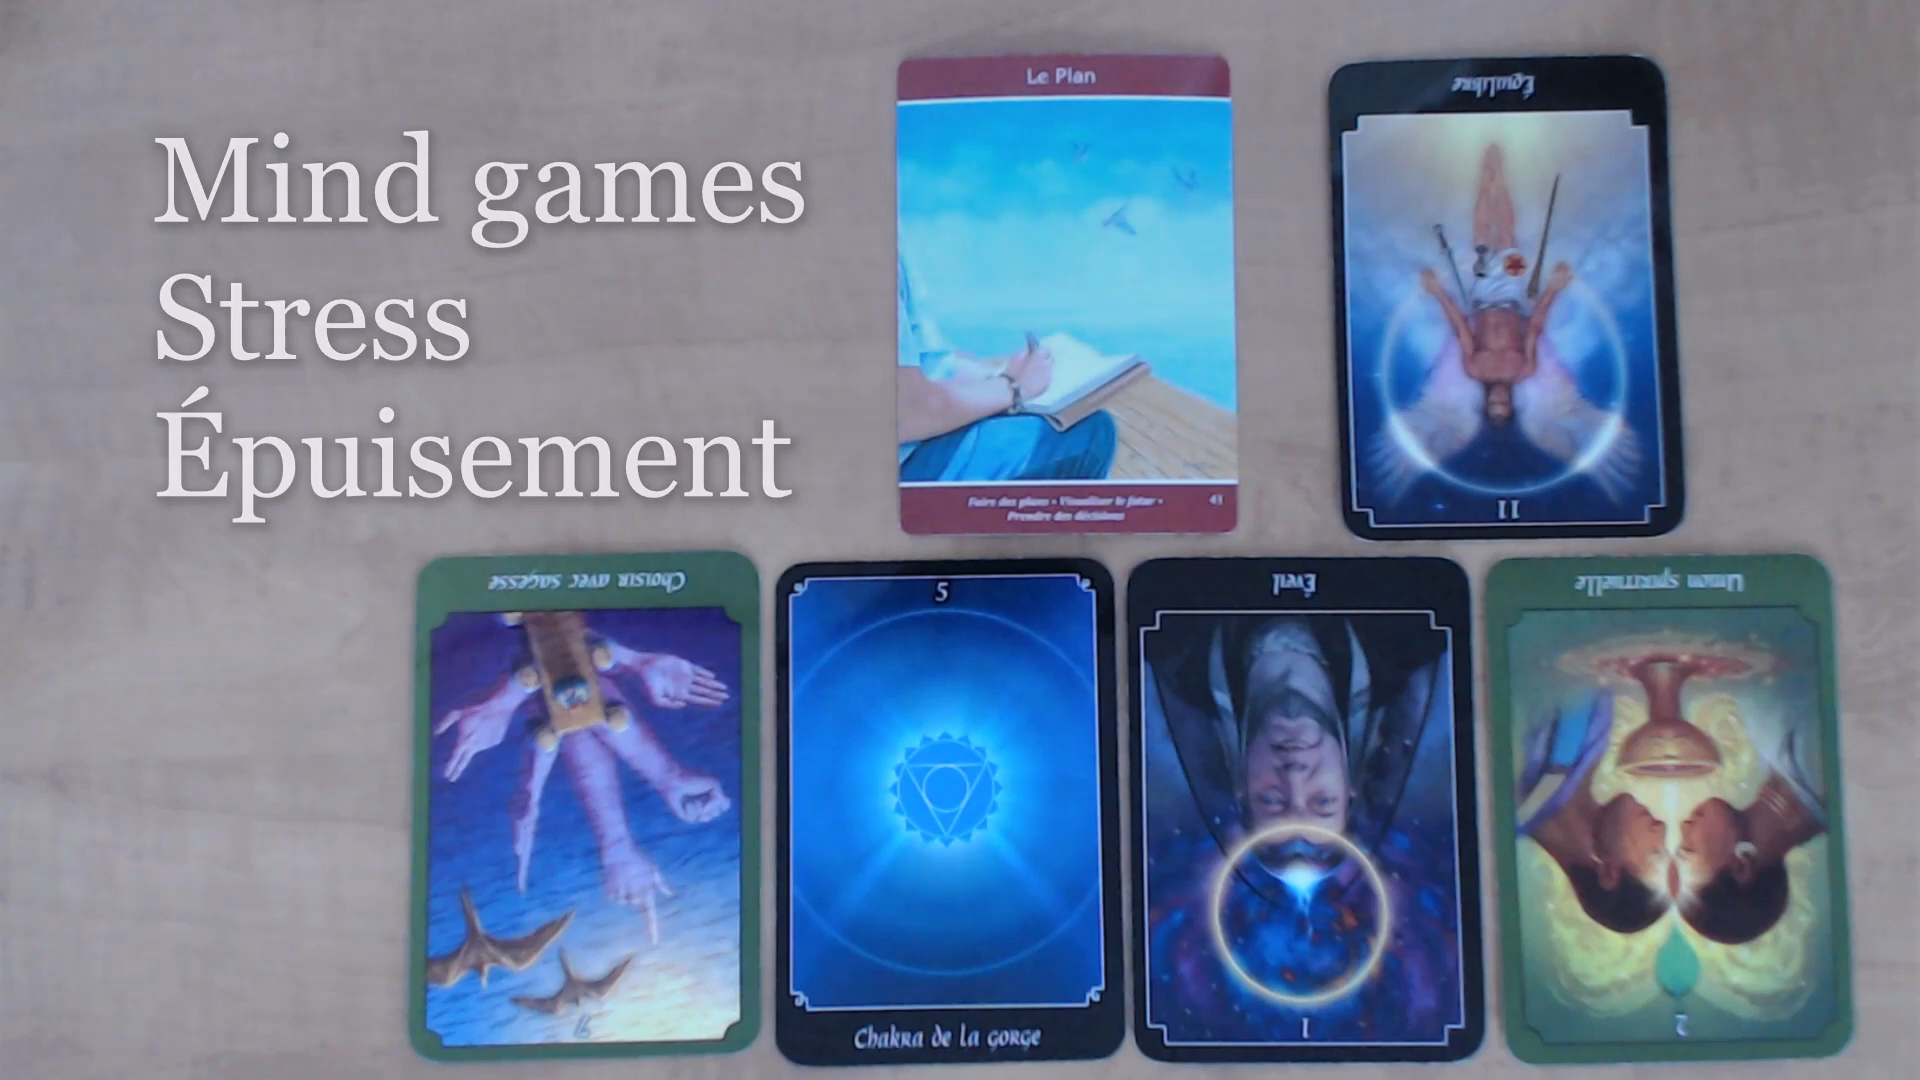 Mind games
Stress
Épuisement
Le Plan
Faire des plans • Visualiser le futur •
Prendre des décisions
41
Équilibre
11
Choisir avec sagesse
7
5
Chakra de la gorge
Éveil
1
Union spirituelle
2